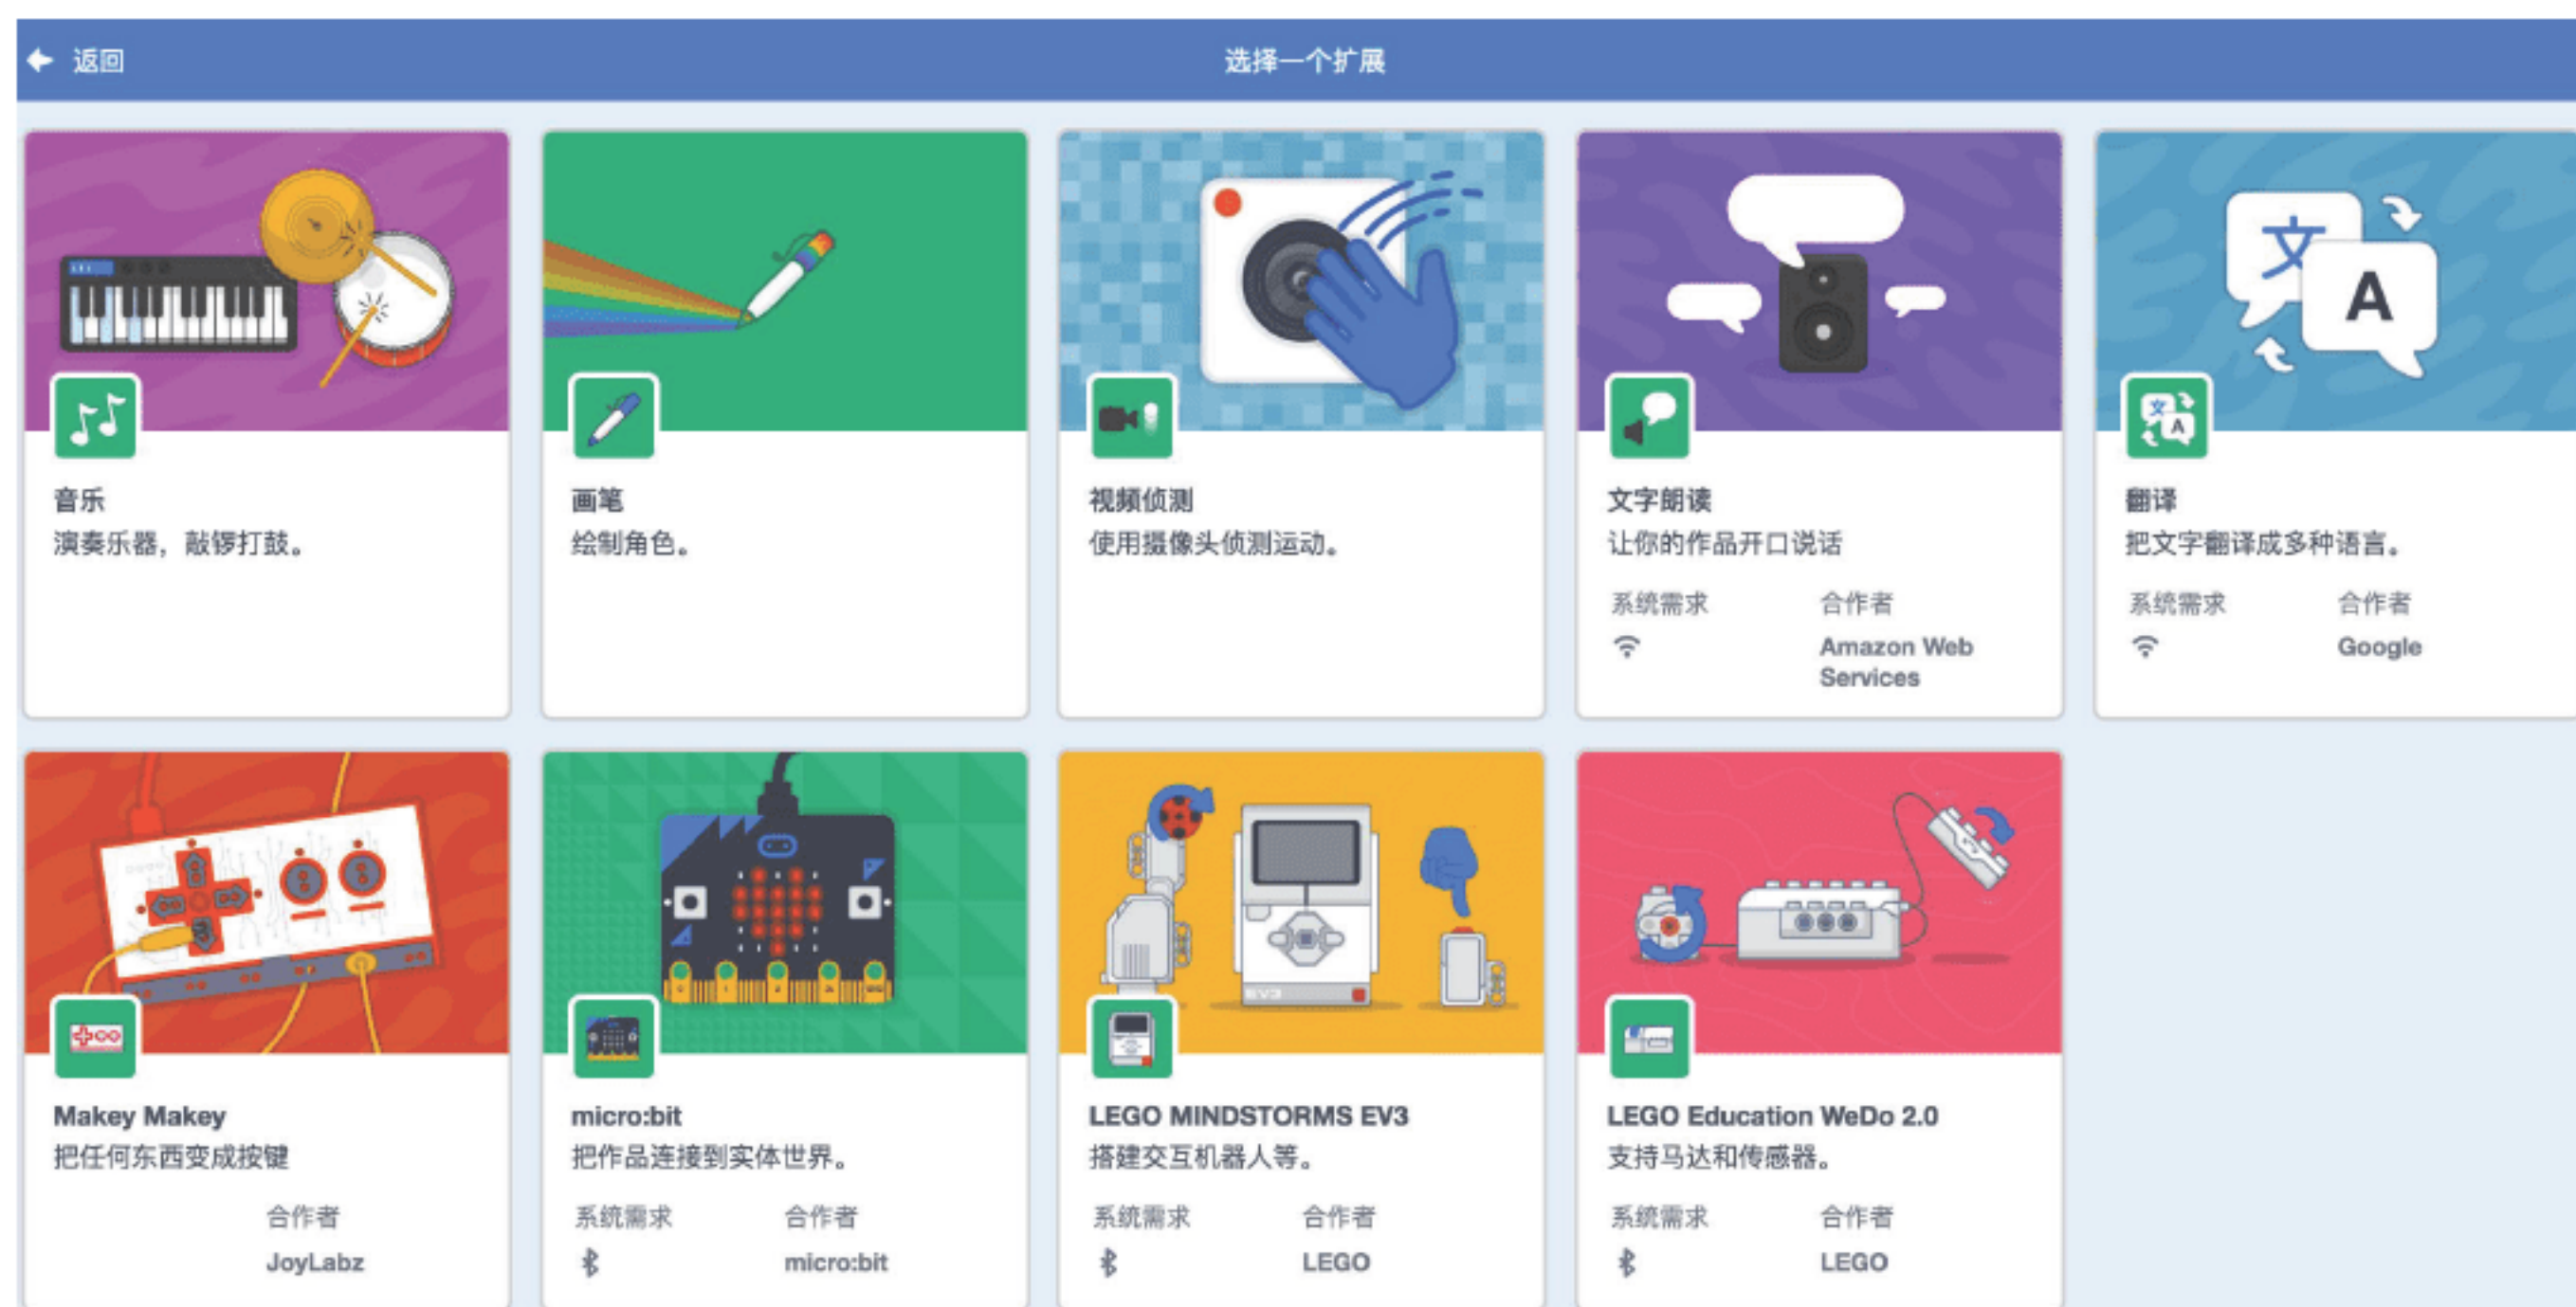 返回
选择一个扩展
音乐
演奏乐器，敲锣打鼓。
画笔
绘制角色。
视频侦测
使用摄像头侦测运动。
文字朗读
让你的作品开口说话
系统需求 合作者
Amazon Web
Services
文
A
翻译
把文字翻译成多种语言。
系统需求 合作者
Google
Makey Makey
把任何东西变成按键
合作者
JoyLabz
micro:bit
把作品连接到实体世界。
系统需求 合作者
micro:bit
LEGO MINDSTORMS EV3
搭建交互机器人等。
系统需求 合作者
LEGO
LEGO Education WeDo 2.0
支持马达和传感器。
系统需求 合作者
LEGO